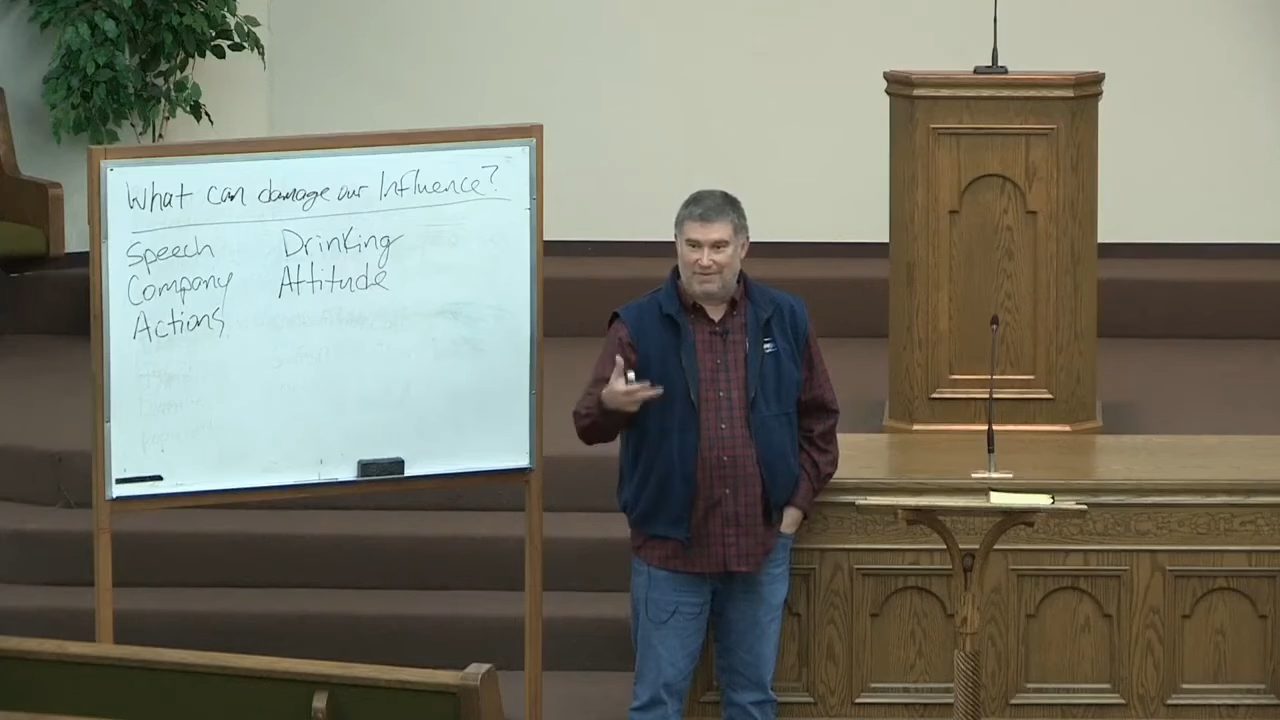 What can damage our Influence?
Speech Drinking
Company Attitude
Actions